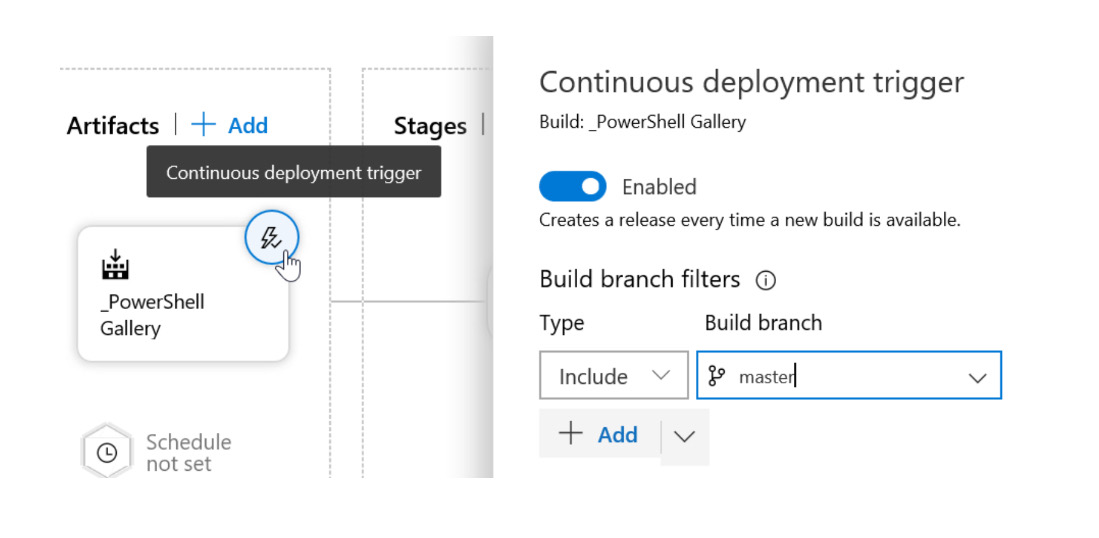 Artifacts | + Add
Stages |
Continuous deployment trigger
_PowerShell
Gallery
Schedule
not set
Continuous deployment trigger
Build: _PowerShell Gallery
Enabled
Creates a release every time a new build is available.
Build branch filters
Type
Build branch
Include
master
+ Add